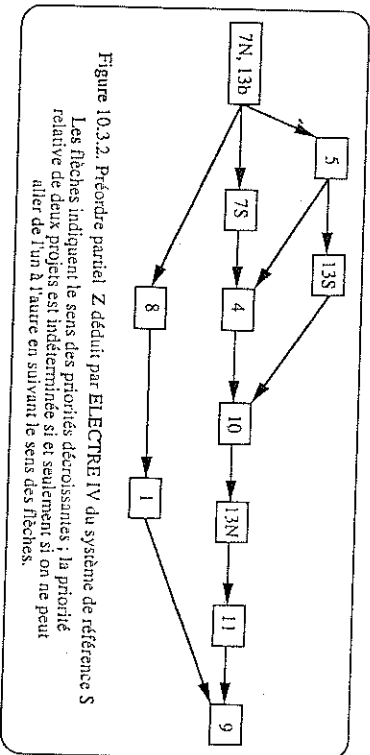 7N, 13b
5
7S
8
13S
4
10
1
13N
11
9
Figure 10.3.2. Préordre partiel Z déduit par ELECTRE IV du système de référence S
Les flèches indiquent le sens des priorités décroissantes ; la priorité
relative de deux projets est indéterminée si et seulement si on ne peut
aller de l'un à l'autre en suivant le sens des flèches.